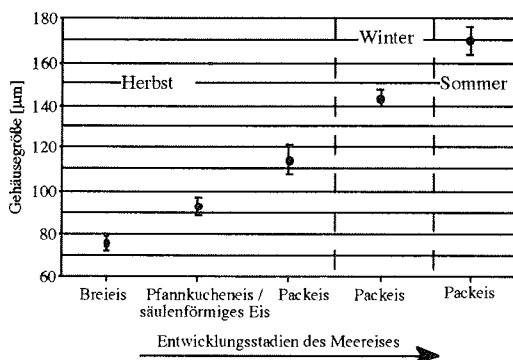 Gehäusegröße [µm]
180
160
140
120
100
80
60
Herbst
Winter
Sommer
Breieis
Pfannkucheneis /
säulenförmiges Eis
Packeis
Packeis
Packeis
Entwicklungsstadien des Meereises